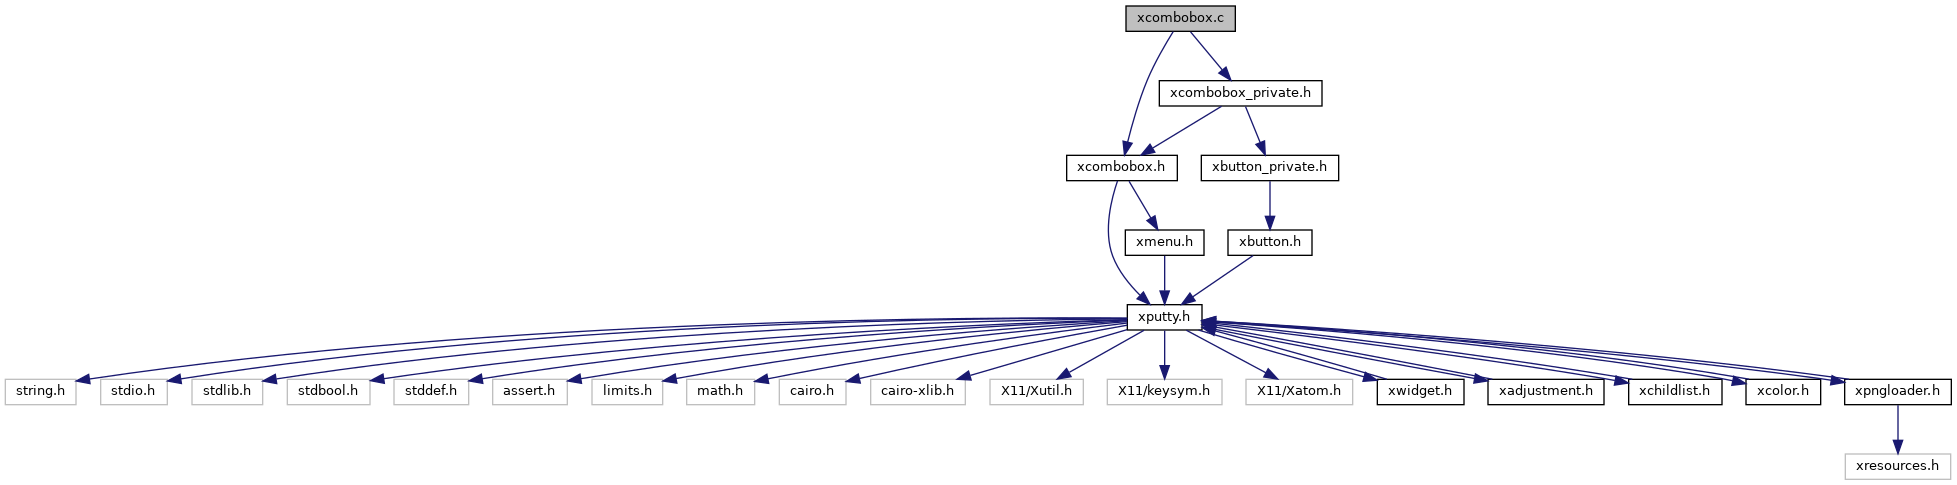 xcombobox.c
xcombobox_private.h
xcombobox.h
xbutton_private.h
xmenu.h
xbutton.h
xputty.h
string.h
stdio.h
stdlib.h
stdbool.h
stddef.h
assert.h
limits.h
math.h
cairo.h
cairo-xlib.h
X11/Xutil.h
X11/keysym.h
X11/Xatom.h
xwidget.h
xadjustment.h
xchildlist.h
xcolor.h
xpngloader.h
xresources.h